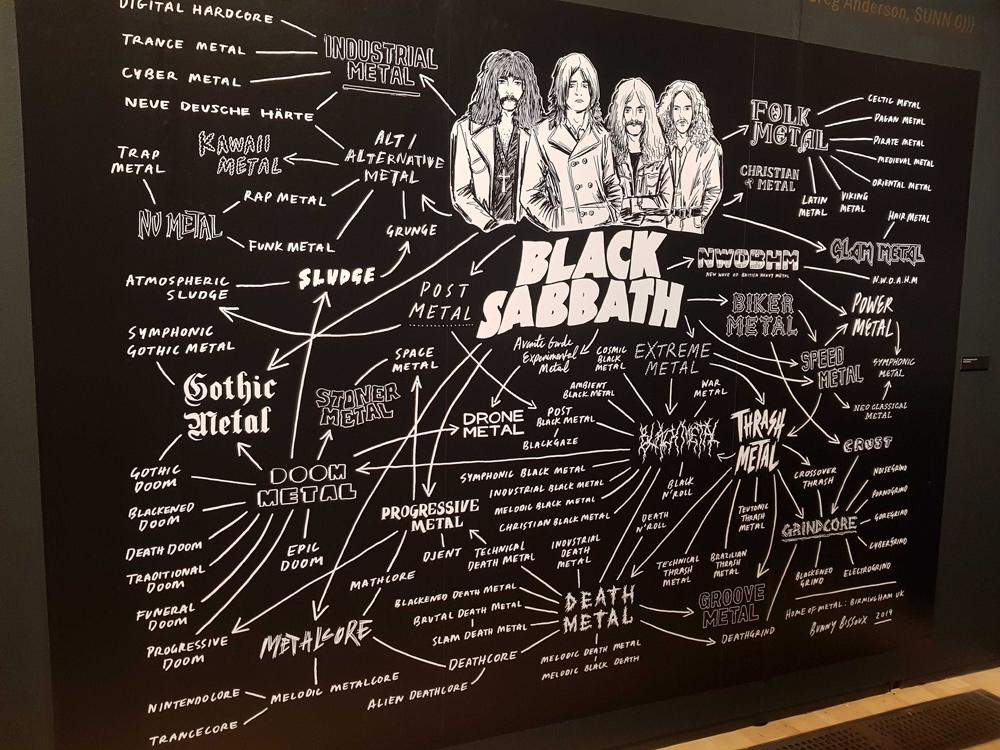 Greg Anderson, SUNN O)))
DIGITAL HARDCORE
TRANCE METAL
CYBER METAL
NEUE DEUSCHE HÄRTE
INDUSTRIAL
METAL
KAWAII
METAL
ALT/
ALTERNATIVE
METAL
TRAP
METAL
RAP METAL
NU METAL
FUNK METAL
GRUNGE
SLUDGE
ATMOSPHERIC
SLUDGE
POST
METAL
BLACK
SABBATH
FOLK
METAL
CELTIC METAL
PAGAN METAL
PIRATE METAL
MEDIEVAL METAL
ORIENTAL METAL
VIKING
METAL
LATIN
METAL
CHRISTIAN
METAL
HAIR METAL
GLAM METAL
NWOBHM
NEW WAVE OF BRITISH HEAVY METAL
N.W.O.A.H.M
BIKER
METAL
POWER
METAL
SPEED
METAL
SYMPHONIC
METAL
NEO CLASSICAL
METAL
SYMPHONIC
GOTHIC METAL
Gothic
Metal
STONER
METAL
SPACE
METAL
Avante Garde
Experimental
Metal
COSMIC
BLACK
METAL
EXTREME
METAL
AMBIENT
BLACK METAL
WAR
METAL
DRONE
METAL
POST
BLACK METAL
BLACKGAZE
BLACK METAL
THRASH
METAL
CRUST
DOOM
METAL
GOTHIC
DOOM
BLACKENED
DOOM
DEATH DOOM
TRADITIONAL
DOOM
FUNERAL
DOOM
PROGRESSIVE
DOOM
EPIC
DOOM
SYMPHONIC BLACK METAL
INDUSTRIAL BLACK METAL
MELODIC BLACK METAL
CHRISTIAN BLACK METAL
BLACK
N'ROLL
DEATH
N'ROLL
PROGRESSIVE
METAL
DJENT
MATHCORE
TECHNICAL
DEATH METAL
INDUSTRIAL
DEATH
METAL
TECHNICAL
THRASH
METAL
BRAZILIAN
THRASH
METAL
TEUTONIC
THRASH
METAL
CROSSOVER
THRASH
GRINDCORE
NOISEGRIND
PORNOGRIND
GOREGRIND
CYBERGRIND
ELECTROGRIND
BLACKENED
GRIND
METALCORE
BLACKENED DEATH METAL
BRUTAL DEATH METAL
SLAM DEATH METAL
DEATH
METAL
GROOVE
METAL
DEATHGRIND
DEATHCORE
ALIEN DEATHCORE
MELODIC DEATH METAL
MELODIC BLACK DEATH
NINTENDOCORE
TRANCECORE
MELODIC METALCORE
HOME OF METAL: BIRMINGHAM UK
BUNNY BISSOUX 2019